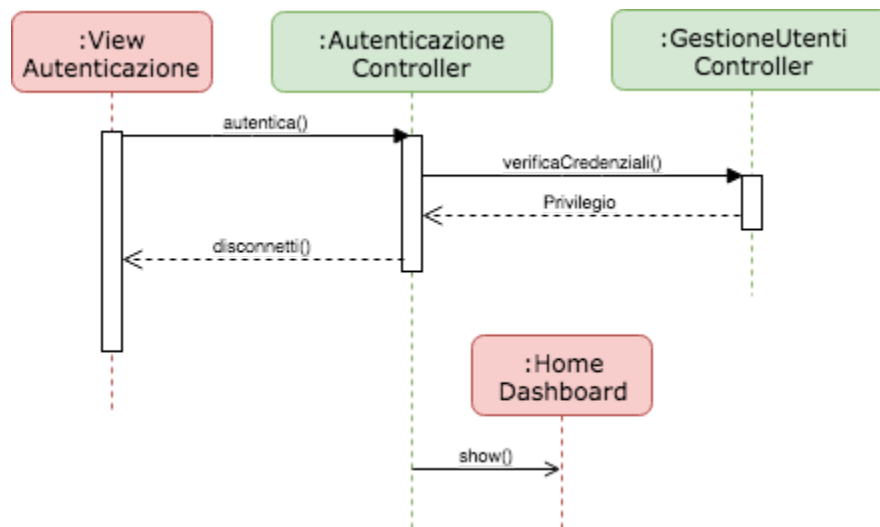 :View
Autenticazione
:Autenticazione
Controller
:GestioneUtenti
Controller
autentica()
verificaCredenziali()
Privilegio
disconnetti()
:Home
Dashboard
show()